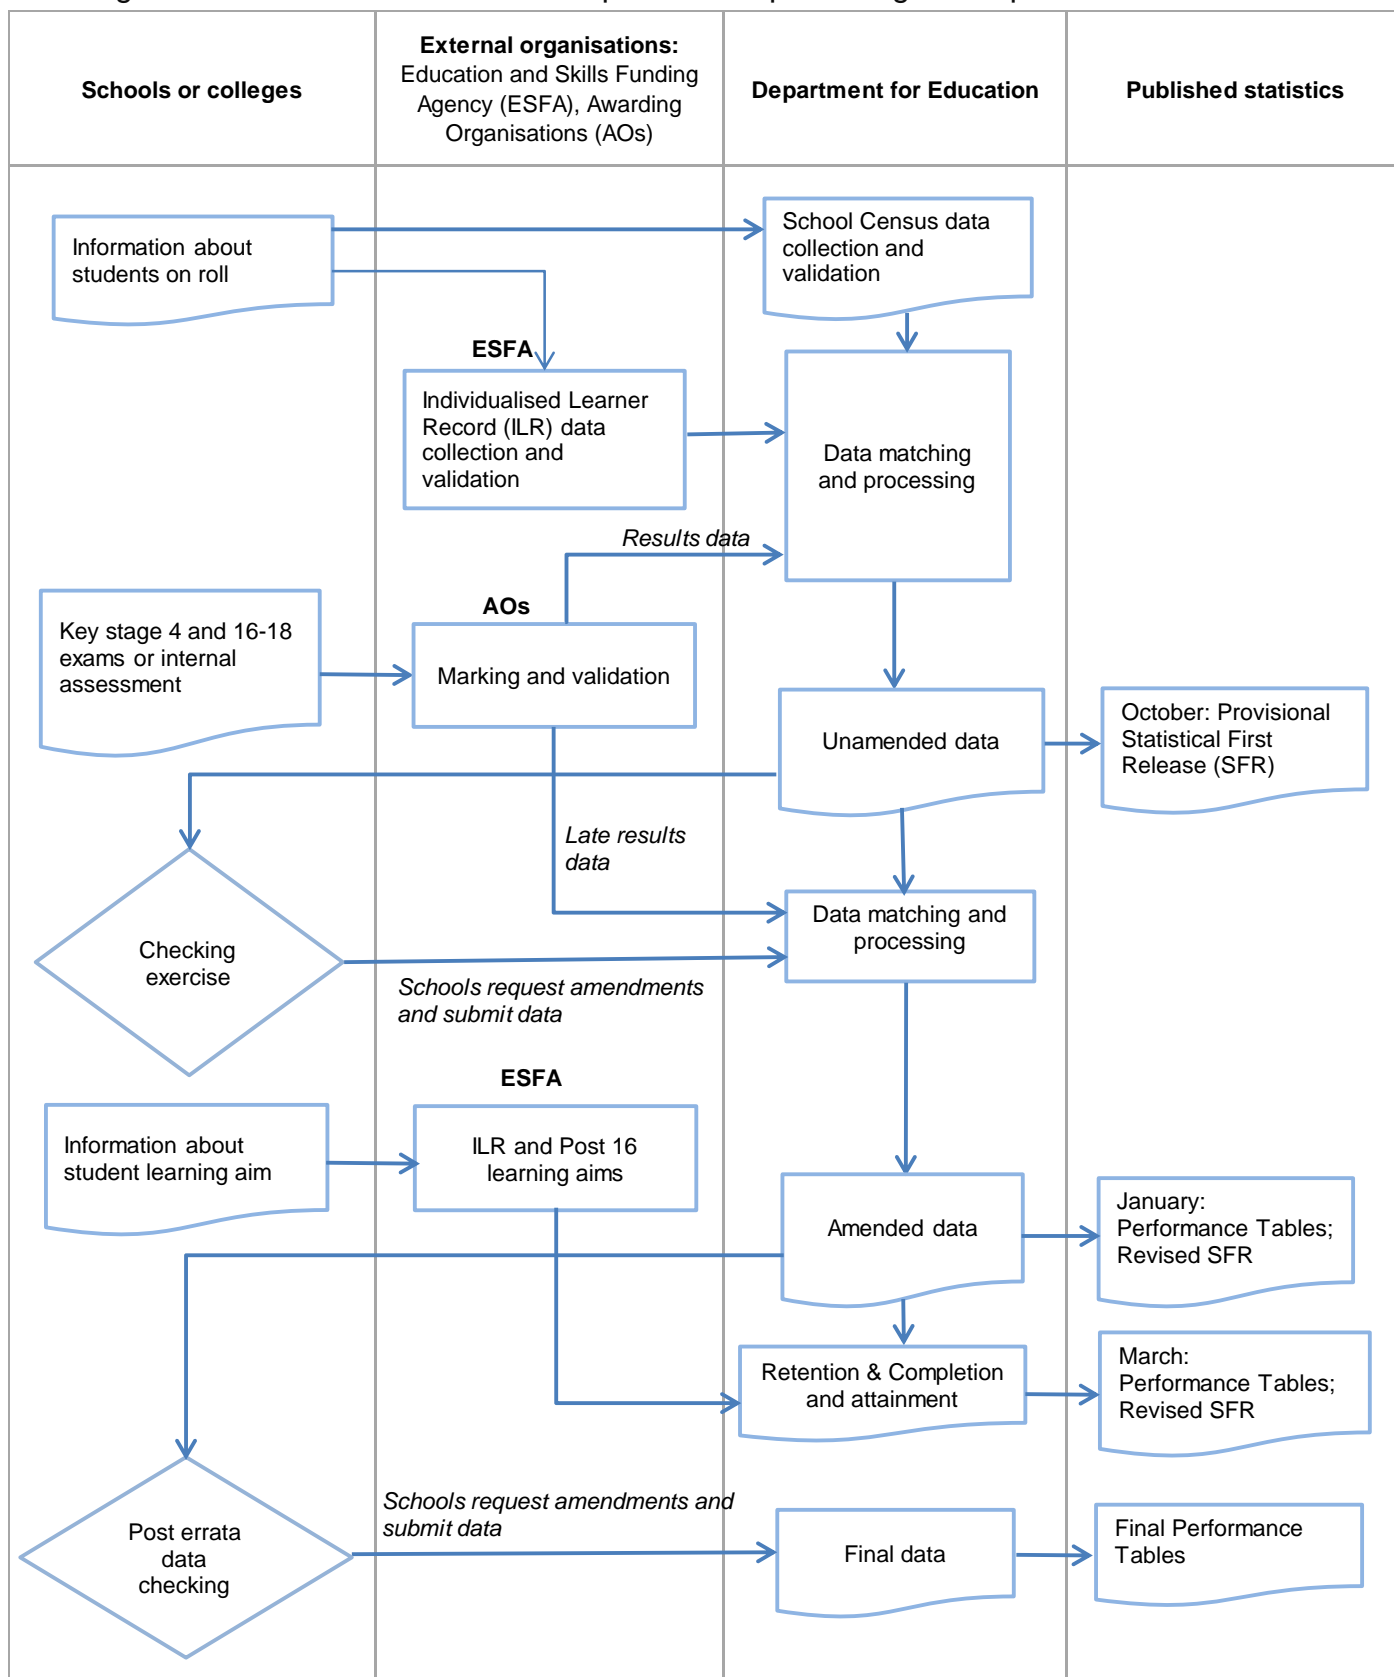 Schools or colleges
External organisations:
Education and Skills Funding
Agency (ESFA), Awarding
Organisations (AOs)
Department for Education
Published statistics
Information about
students on roll
School Census data
collection and
validation
ESFA
Individualised Learner
Record (ILR) data
collection and
validation
Data matching
and processing
Results data
Key stage 4 and 16-18
exams or internal
assessment
AOs
Marking and validation
Unamended data
October: Provisional
Statistical First
Release (SFR)
Late results
data
Checking
exercise
Data matching and
processing
Schools request amendments
and submit data
ESFA
Information about
student learning aim
ILR and Post 16
learning aims
Amended data
January:
Performance Tables;
Revised SFR
Retention & Completion
and attainment
March:
Performance Tables;
Revised SFR
Post errata
data
checking
Schools request amendments and
submit data
Final data
Final Performance
Tables